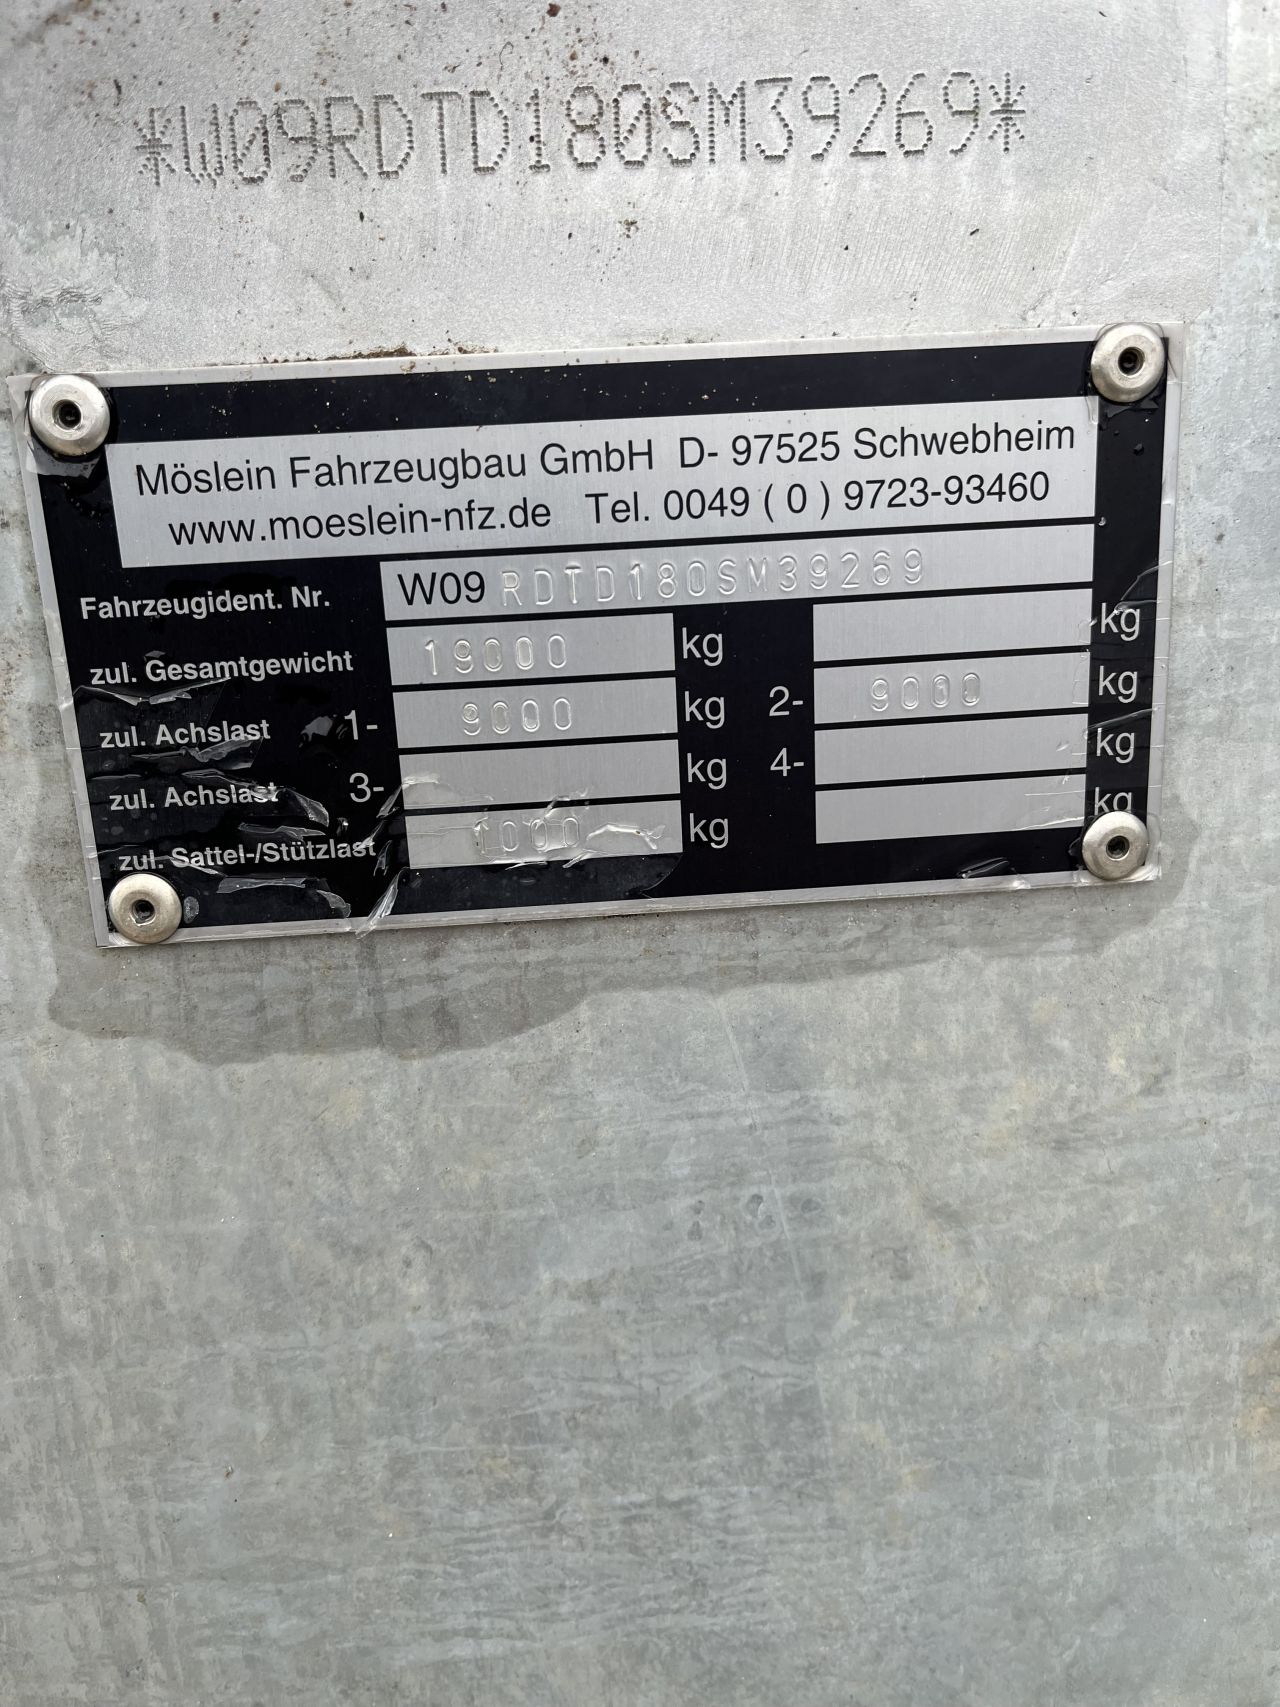 *W09RDTD180SM39269*
Möslein Fahrzeugbau GmbH D- 97525 Schwebheim
www.moeslein-nfz.de Tel. 0049 ( 0 ) 9723-93460
Fahrzeugident. Nr. W09 RDTD180SM39269
zul. Gesamtgewicht 19000 kg kg
zul. Achslast 1- 9000 kg 2- 9000 kg
zul. Achslast 3- kg 4- kg
zul. Sattel-/Stützlast 1000 kg kg